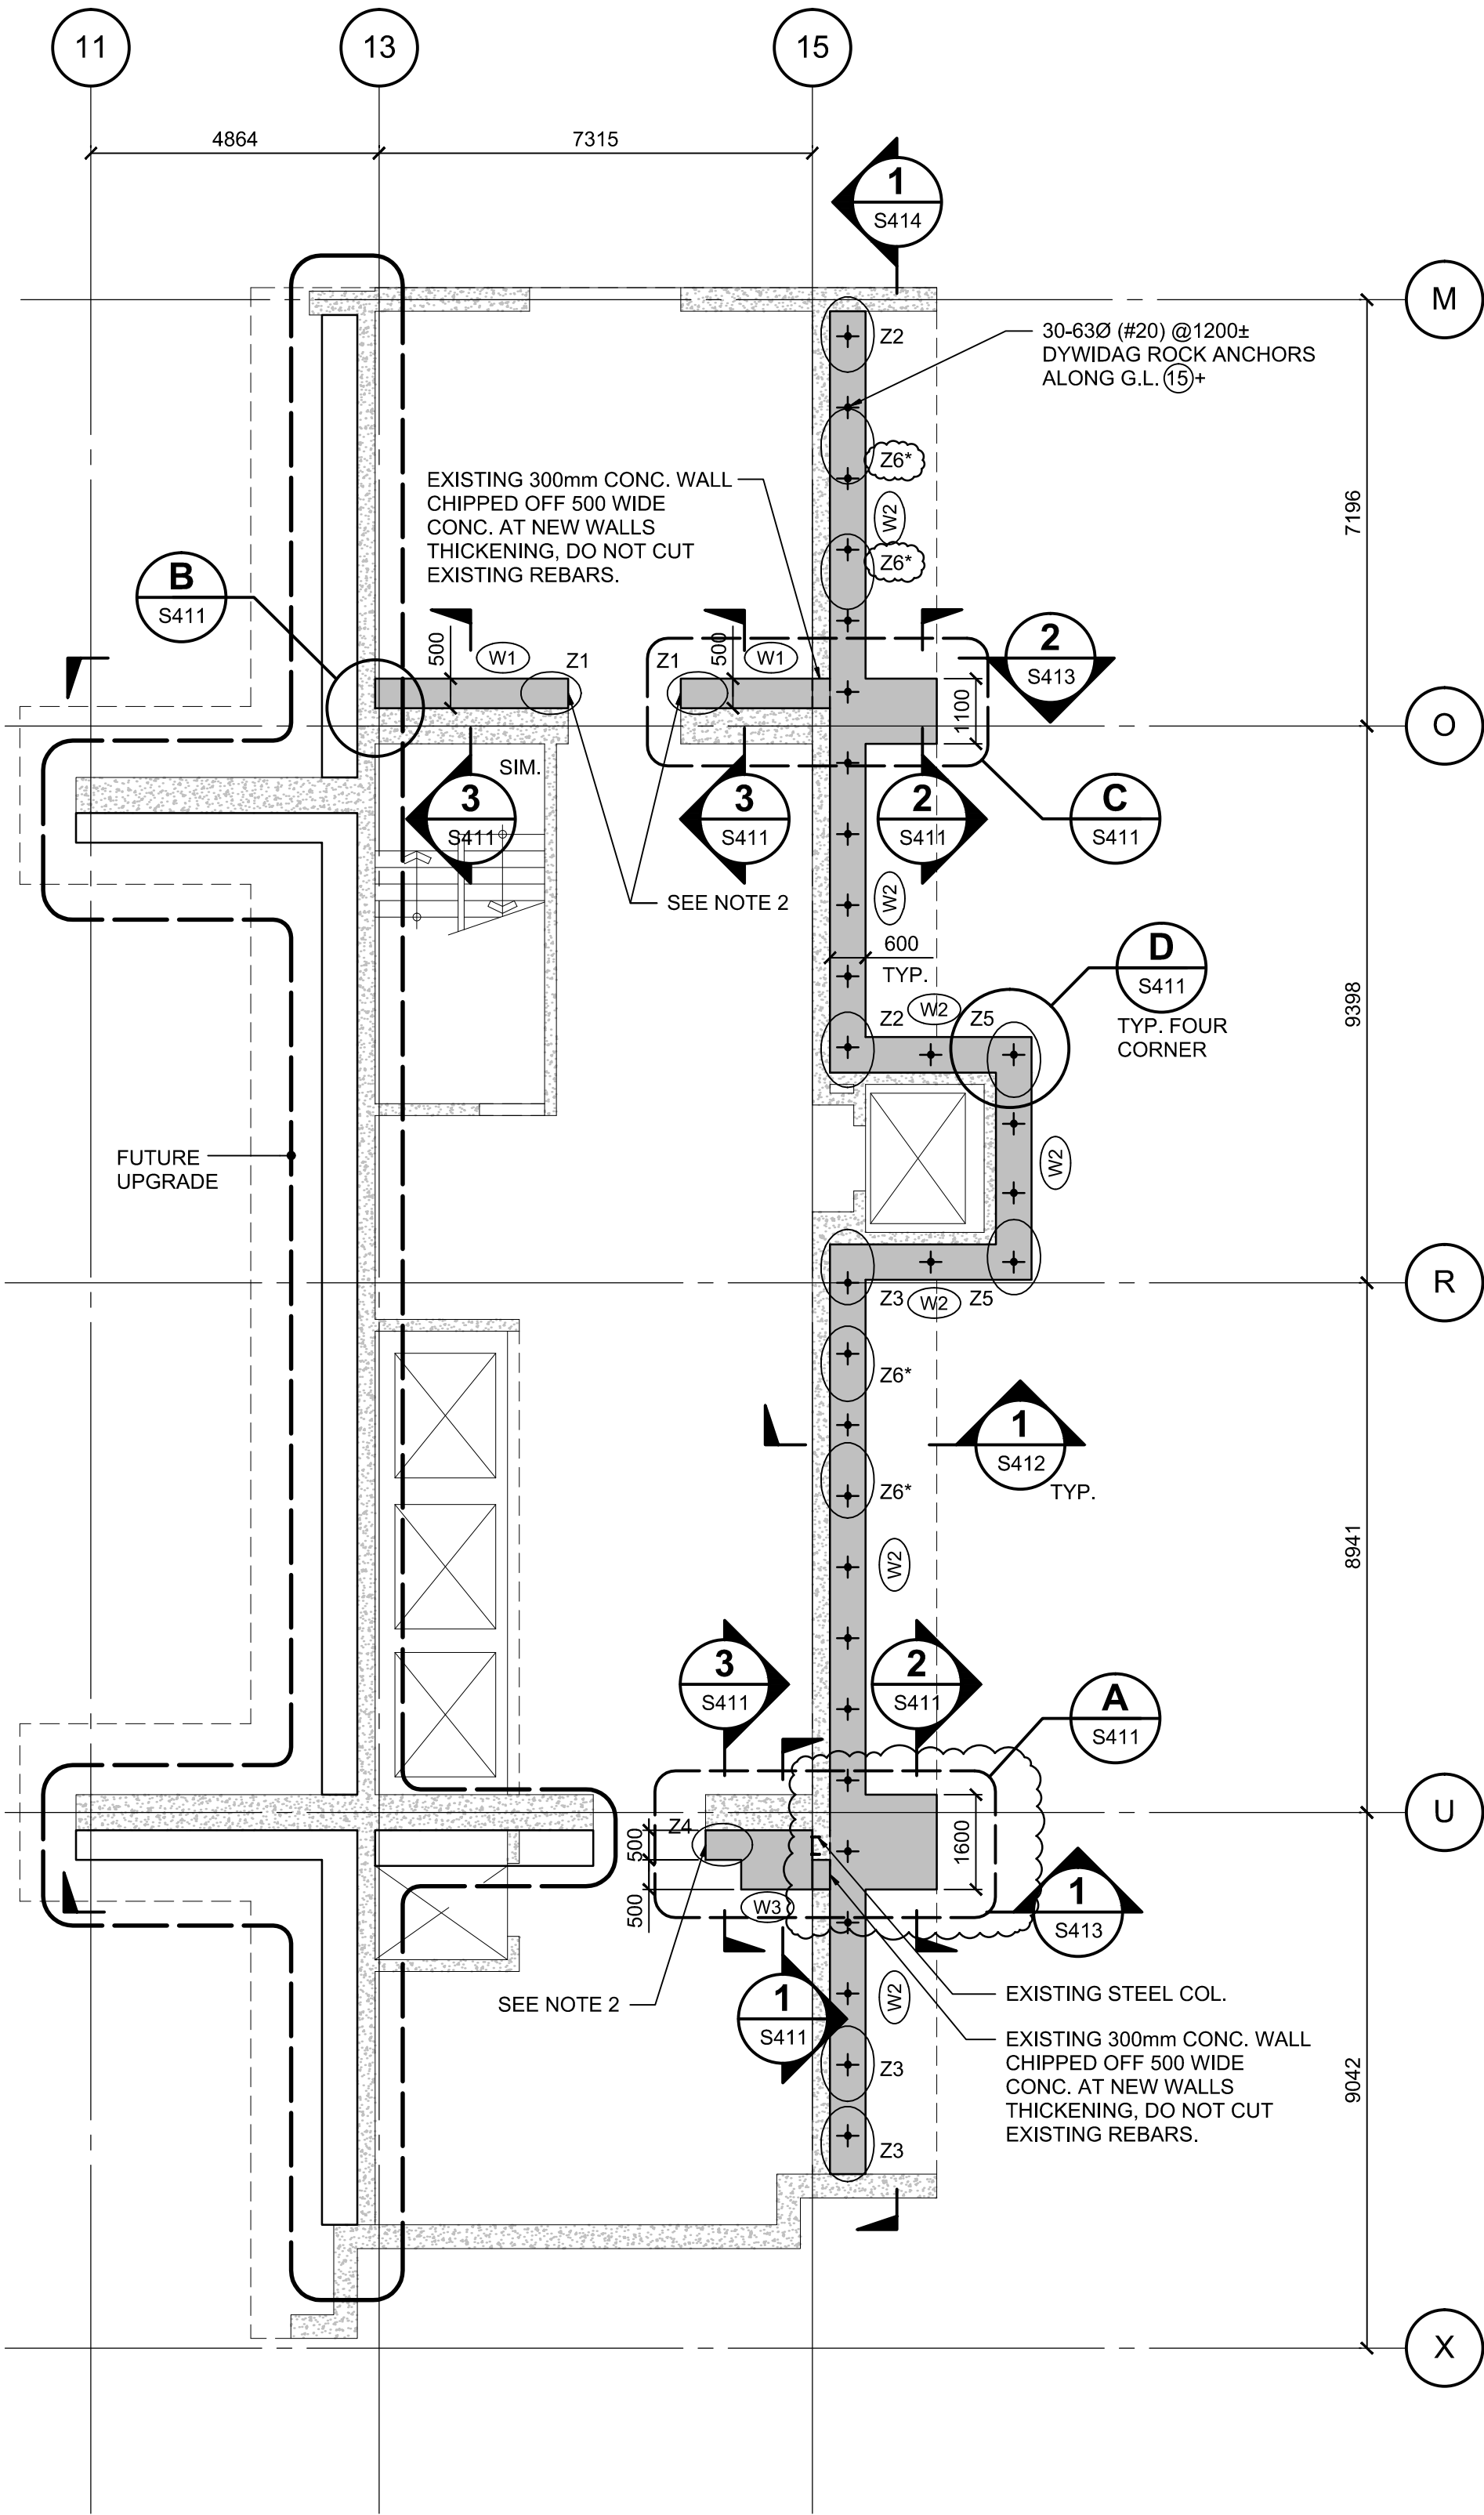 11
13
15
4864
7315
1
S414
M
Z2
30-63Ø (#20) @1200±
DYWIDAG ROCK ANCHORS
ALONG G.L. 15+
Z6*
EXISTING 300mm CONC. WALL
CHIPPED OFF 500 WIDE
CONC. AT NEW WALLS
THICKENING, DO NOT CUT
EXISTING REBARS.
W2
7196
Z6*
B
S411
2
S413
500
W1
Z1
Z1
500
W1
1100
O
SIM.
3
S411
3
S411
2
S411
C
S411
SEE NOTE 2
W2
600
TYP.
D
S411
TYP. FOUR
CORNER
9398
Z2
W2
Z5
FUTURE
UPGRADE
W2
R
Z3
W2
Z5
Z6*
1
S412
TYP.
Z6*
W2
8941
3
S411
2
S411
A
S411
U
Z4
500
1600
500
W3
1
S413
SEE NOTE 2
1
S411
W2
EXISTING STEEL COL.
EXISTING 300mm CONC. WALL
CHIPPED OFF 500 WIDE
CONC. AT NEW WALLS
THICKENING, DO NOT CUT
EXISTING REBARS.
Z3
9042
Z3
X